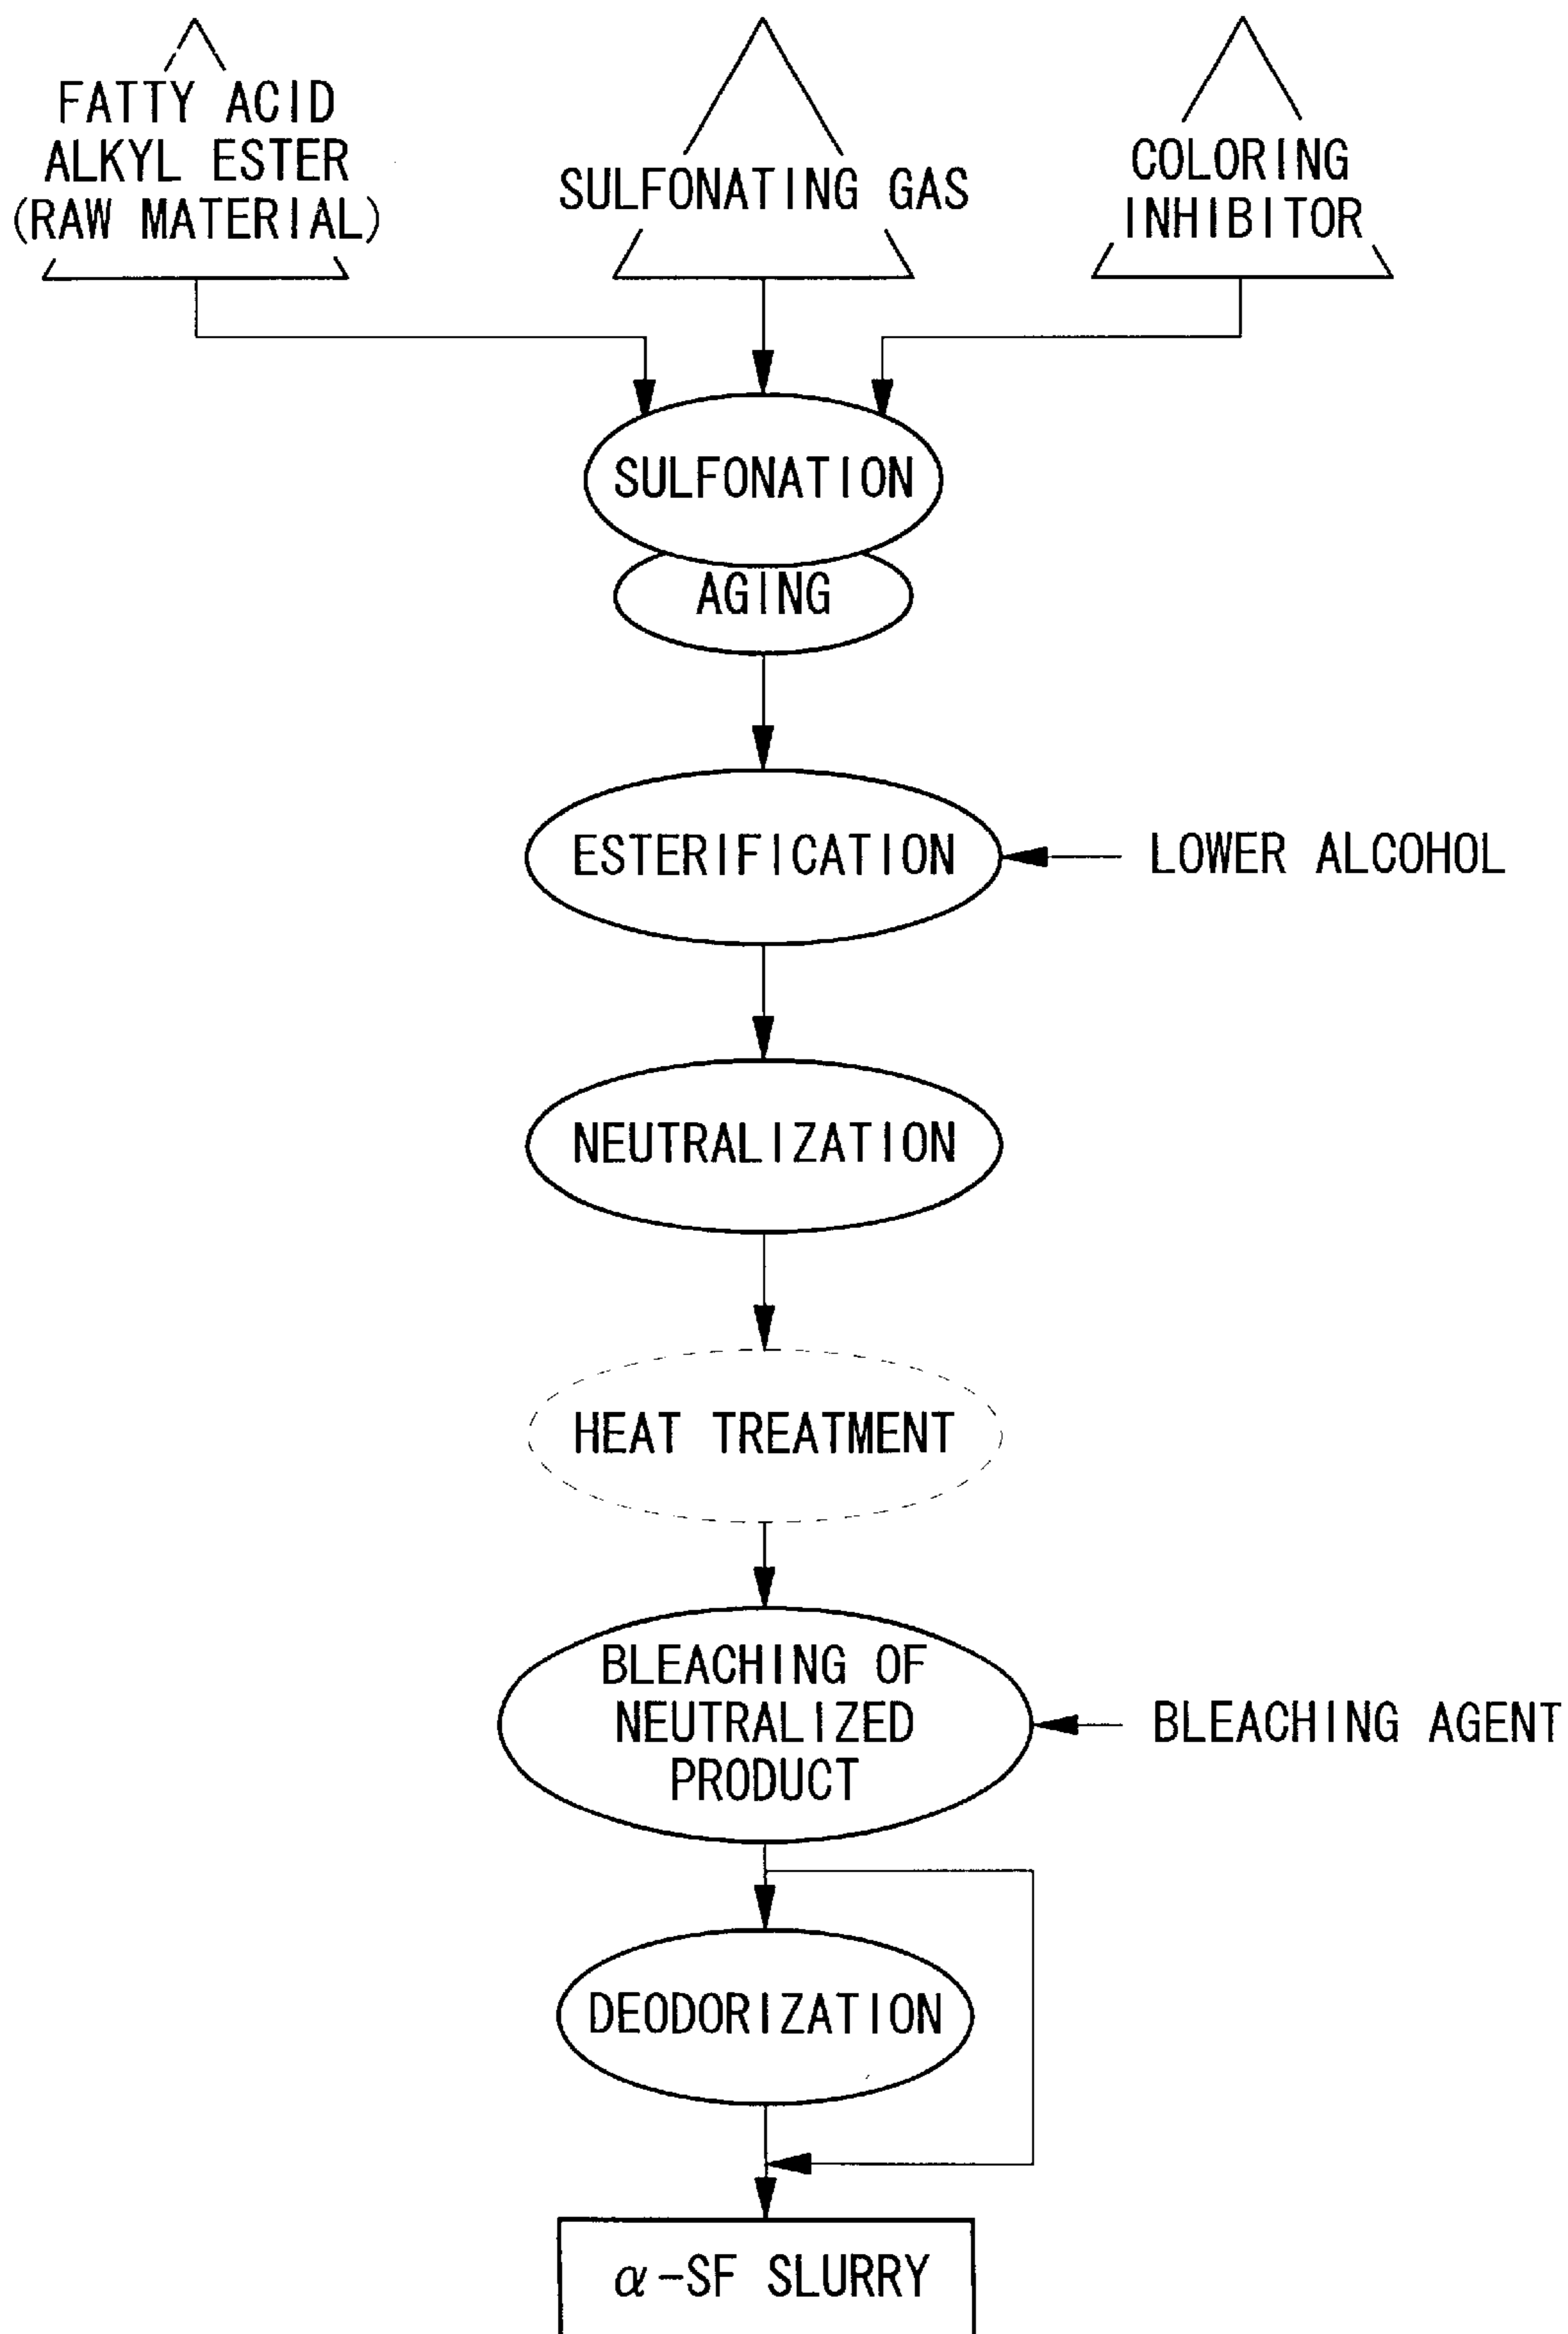 FATTY ACID
ALKYL ESTER
(RAW MATERIAL)
SULFONATING GAS
COLORING
INHIBITOR
SULFONATION
AGING
ESTERIFICATION
LOWER ALCOHOL
NEUTRALIZATION
HEAT TREATMENT
BLEACHING OF
NEUTRALIZED
PRODUCT
BLEACHING AGENT
DEODORIZATION
α-SF SLURRY